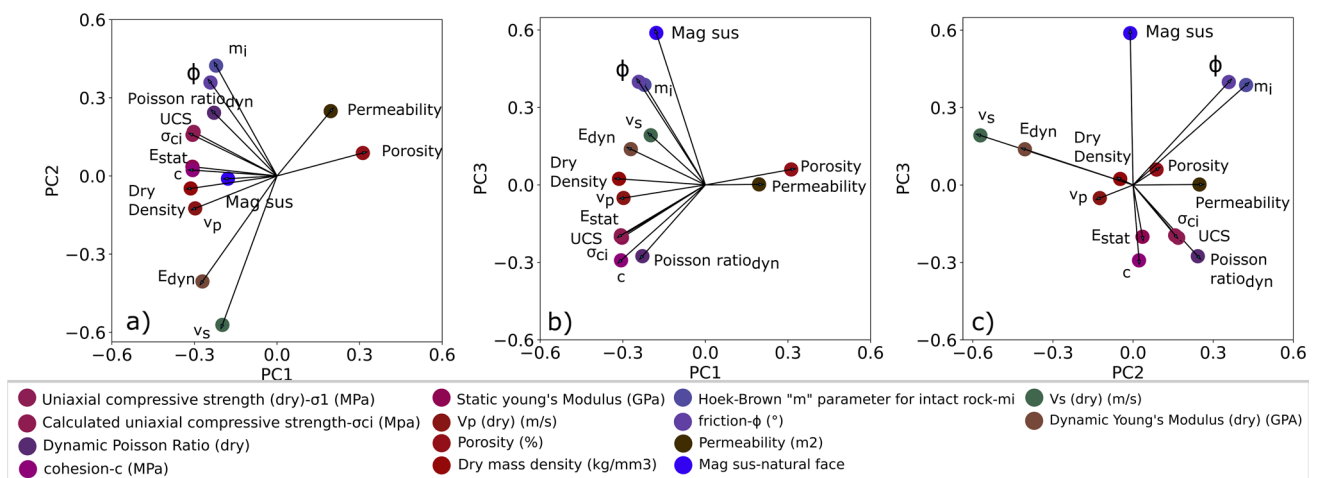 0.6
0.3
0.0
−0.3
−0.6
PC2
mi
ϕ
Poisson ratiodyn
UCS
σci
Estat
c
Dry
Density
Mag sus
vp
Edyn
vs
Permeability
Porosity
a)
−0.6 −0.3 0.0 0.3 0.6
PC1
0.6
0.3
0.0
−0.3
−0.6
PC3
Mag sus
ϕ
mi
vs
Edyn
Dry
Density
vp
Porosity
Permeability
Estat
UCS
σci
c
Poisson ratiodyn
b)
−0.6 −0.3 0.0 0.3 0.6
PC1
0.6
0.3
0.0
−0.3
−0.6
PC3
Mag sus
ϕ
mi
vs
Edyn
Dry
Density
Porosity
vp
Permeability
σci
Estat
UCS
c
Poisson
ratiodyn
c)
−0.6 −0.3 0.0 0.3 0.6
PC2
Uniaxial compressive strength (dry)-σ1 (MPa)
Calculated uniaxial compressive strength-σci (Mpa)
Dynamic Poisson Ratio (dry)
cohesion-c (MPa)
Static young's Modulus (GPa)
Vp (dry) (m/s)
Porosity (%)
Dry mass density (kg/mm3)
Hoek-Brown "m" parameter for intact rock-mi
friction-ϕ (°)
Permeability (m2)
Mag sus-natural face
Vs (dry) (m/s)
Dynamic Young's Modulus (dry) (GPA)